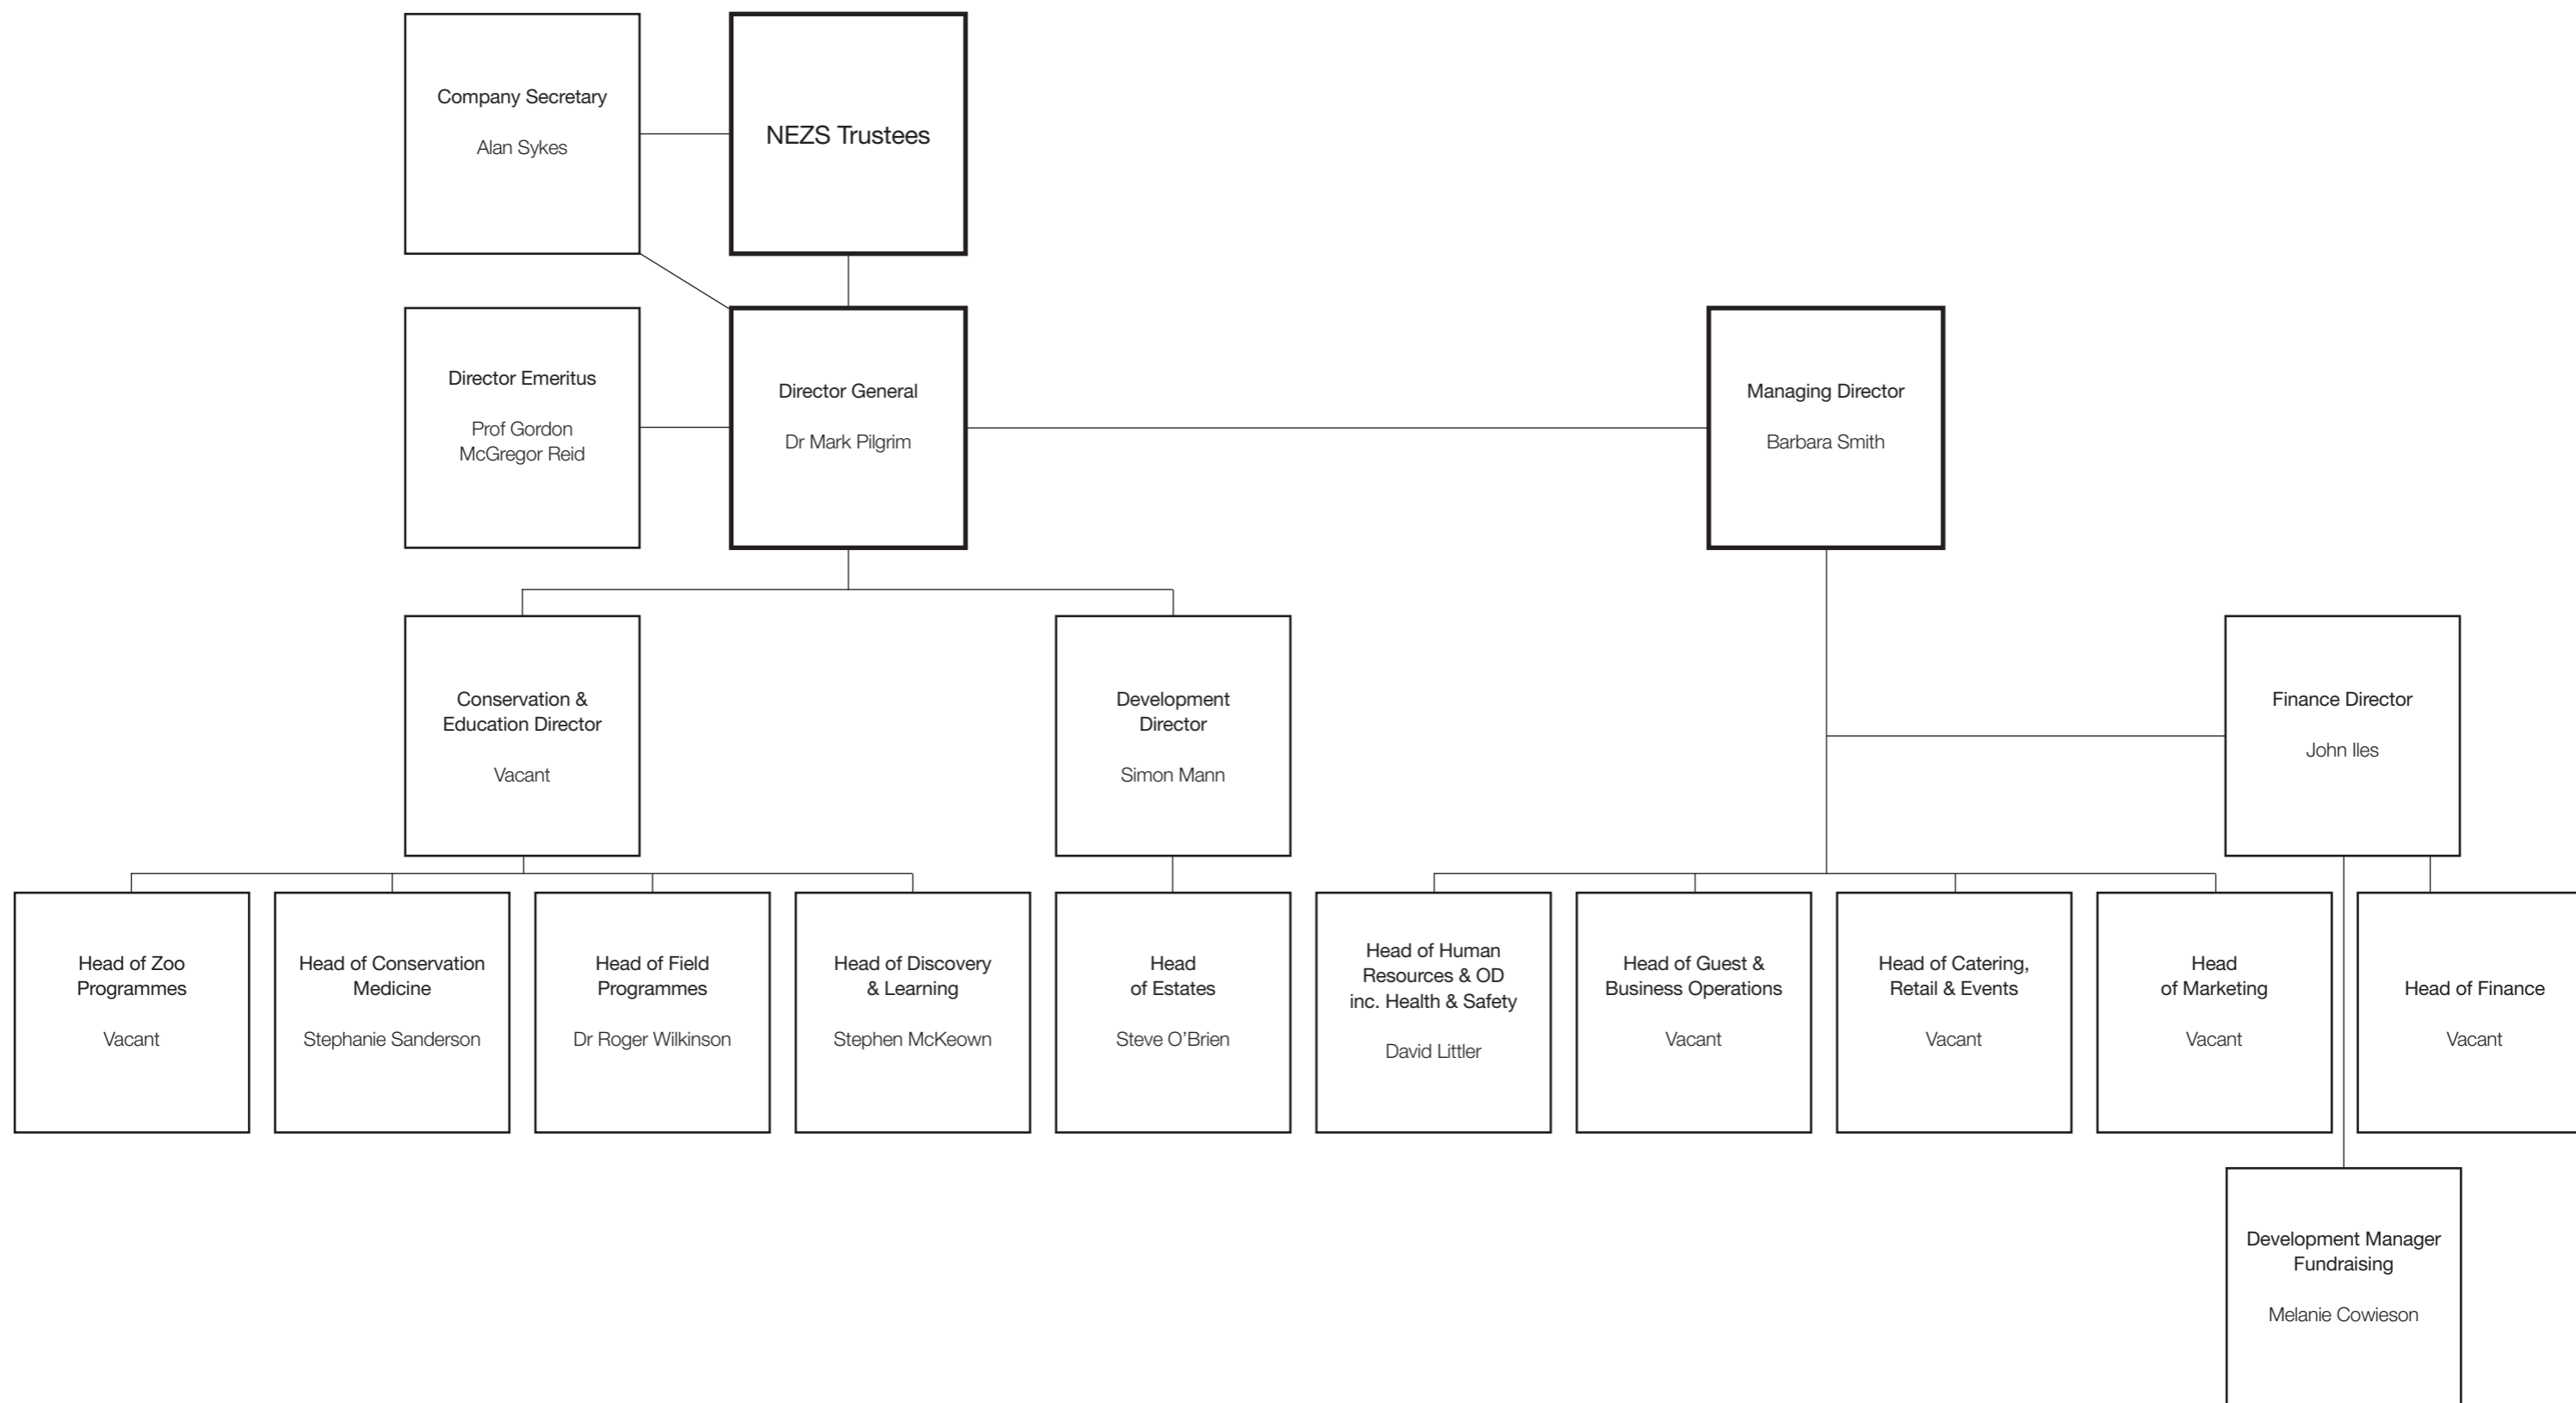 Company Secretary
Alan Sykes
NEZS Trustees
Director Emeritus
Prof Gordon
McGregor Reid
Director General
Dr Mark Pilgrim
Managing Director
Barbara Smith
Conservation &
Education Director
Vacant
Development
Director
Simon Mann
Finance Director
John Iles
Head of Zoo
Programmes
Vacant
Head of Conservation
Medicine
Stephanie Sanderson
Head of Field
Programmes
Dr Roger Wilkinson
Head of Discovery
& Learning
Stephen McKeown
Head
of Estates
Steve O’Brien
Head of Human
Resources & OD
inc. Health & Safety
David Littler
Head of Guest &
Business Operations
Vacant
Head of Catering,
Retail & Events
Vacant
Head
of Marketing
Vacant
Head of Finance
Vacant
Development Manager
Fundraising
Melanie Cowieson